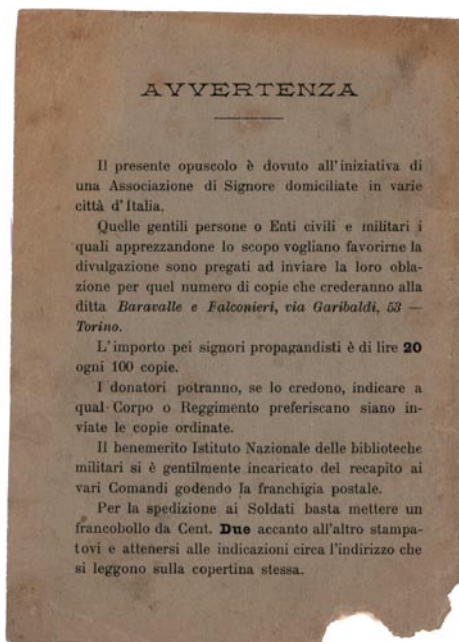 AVVERTENZA
Il presente opuscolo è dovuto all'iniziativa di
una Associazione di Signore domiciliate in varie
città d'Italia.
Quelle gentili persone o Enti civili e militari i
quali apprezzandone lo scopo vogliano favorirne la
divulgazione sono pregati ad inviare la loro obla-
zione per quel numero di copie che crederanno alla
ditta Baravalle e Falconieri, via Garibaldi, 53 —
Torino.
L'importo pei signori propagandisti è di lire 20
ogni 100 copie.
I donatori potranno, se lo credono, indicare a
qual Corpo o Reggimento preferiscano siano in-
viate le copie ordinate.
Il benemerito Istituto Nazionale delle biblioteche
militari si è gentilmente incaricato del recapito ai
vari Comandi godendo la franchigia postale.
Per la spedizione ai Soldati basta mettere un
francobollo da Cent. Due accanto all'altro stampa-
tovi e attenersi alle indicazioni circa l'indirizzo che
si leggono sulla copertina stessa.